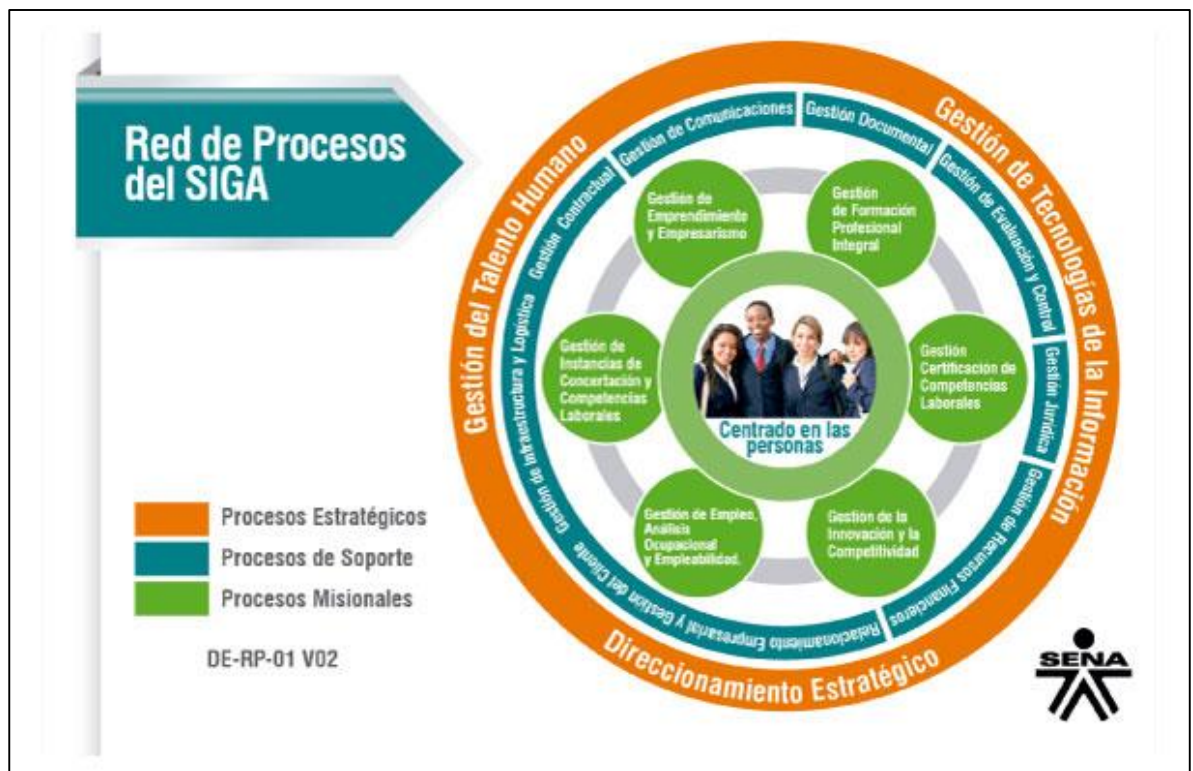 Red de Procesos
del SIGA
Gestión del Talento Humano
Gestión de Tecnologías de la Información
Direccionamiento Estratégico
Gestión de Comunicaciones
Gestión Documental
Gestión de Evaluación y Control
Gestión Jurídica
Gestión de Recursos Financieros
Relacionamiento Empresarial y Gestión del Cliente
Gestión de Infraestructura y Logística
Gestión Contractual
Gestión de
Emprendimiento
y Empresarismo
Gestión
de Formación
Profesional
Integral
Gestión de
Instancias de
Concertación y
Competencias
Laborales
Gestión
Certificación de
Competencias
Laborales
Centrado en las
personas
Gestión de Empleo,
Análisis
Ocupacional
y Empleabilidad.
Gestión de la
Innovación y la
Competitividad
Procesos Estratégicos
Procesos de Soporte
Procesos Misionales
DE-RP-01 V02
SENA